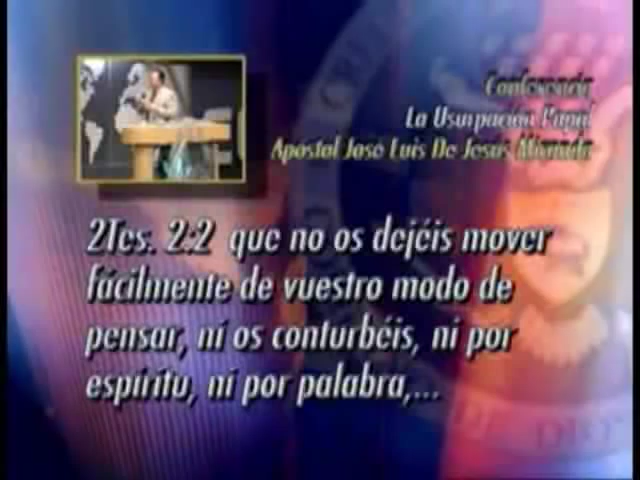 Conferencia
La Usurpación Papal
Apostol José Luis De Jesús Miranda
2Tes. 2:2 que no os dejéis mover
fácilmente de vuestro modo de
pensar, ni os conturbéis, ni por
espíritu, ni por palabra,...